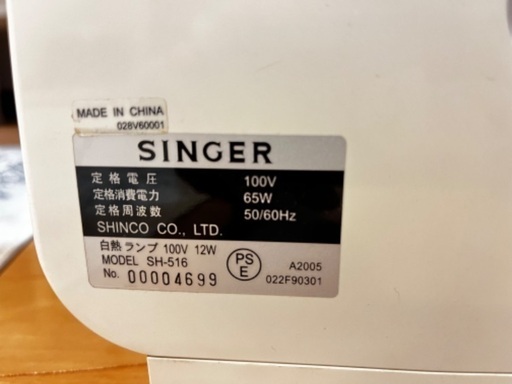 MADE IN CHINA
028V60001
SINGER
定格電圧 100V
定格消費電力 65W
定格周波数 50/60Hz
SHINCO CO., LTD.
白熱ランプ 100V 12W
MODEL SH-516
No. 00004699
PS
E
A2005
022F90301